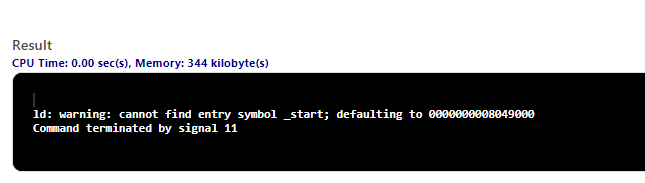 Result
CPU Time: 0.00 sec(s), Memory: 344 kilobyte(s)
ld: warning: cannot find entry symbol _start; defaulting to 0000000008049000
Command terminated by signal 11